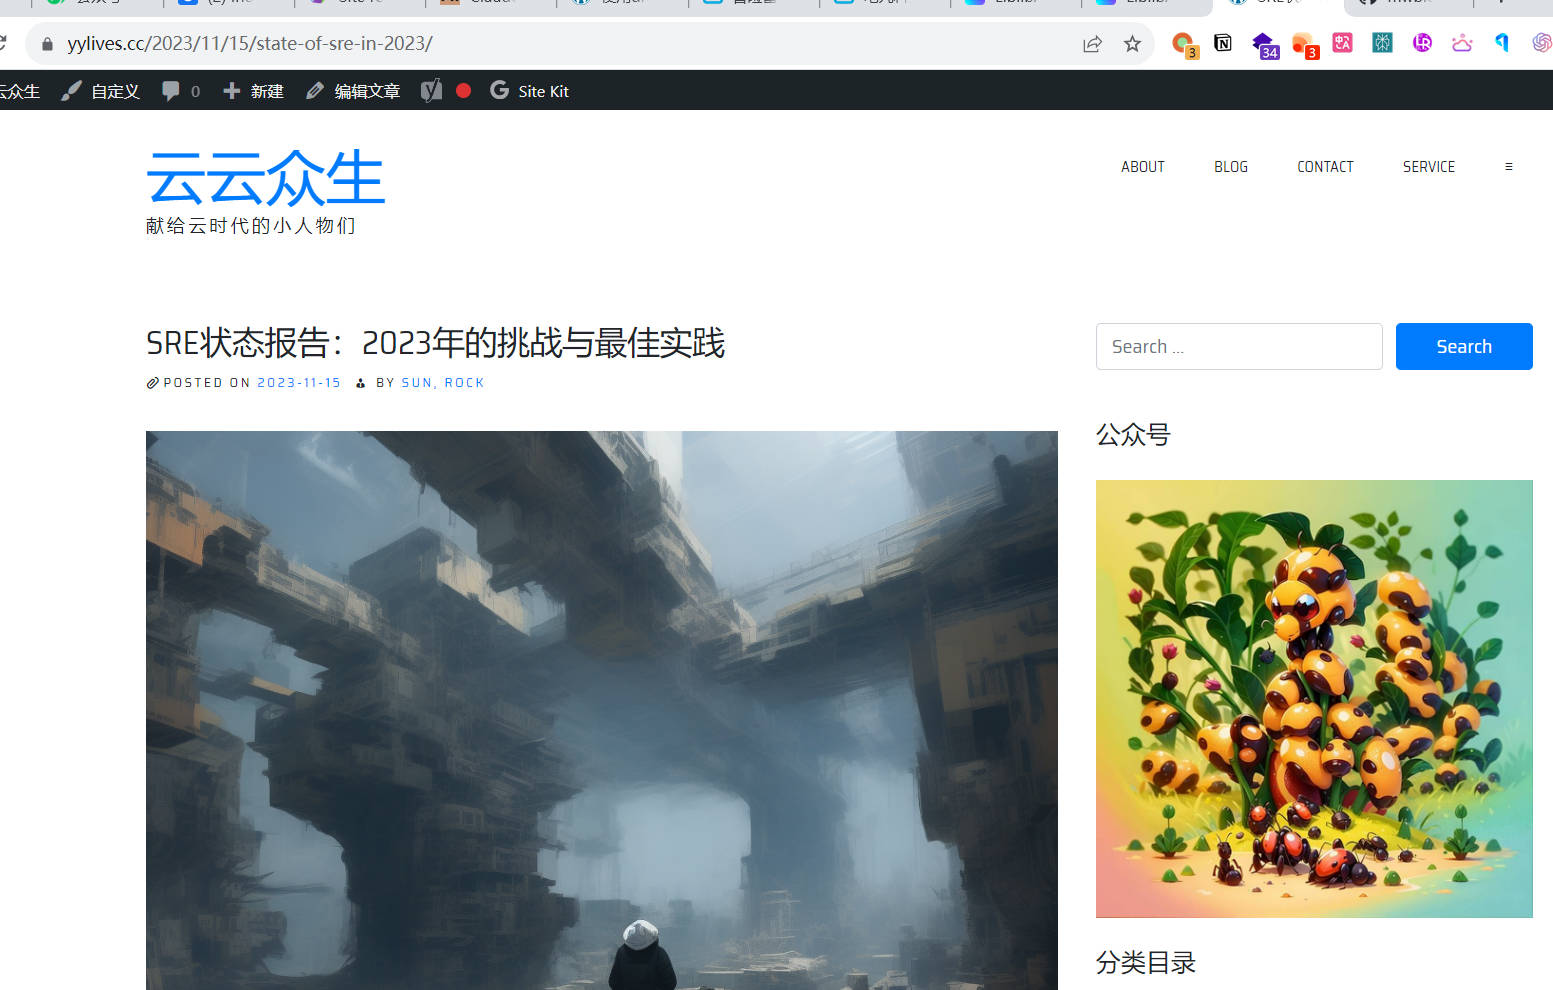 yylives.cc/2023/11/15/state-of-sre-in-2023/
3
34
3
云众生 自定义 0 新建 编辑文章 Site Kit
云云众生
献给云时代的小人物们
ABOUT BLOG CONTACT SERVICE
SRE状态报告：2023年的挑战与最佳实践
POSTED ON 2023-11-15 BY SUN, ROCK
Search ...
Search
公众号
分类目录